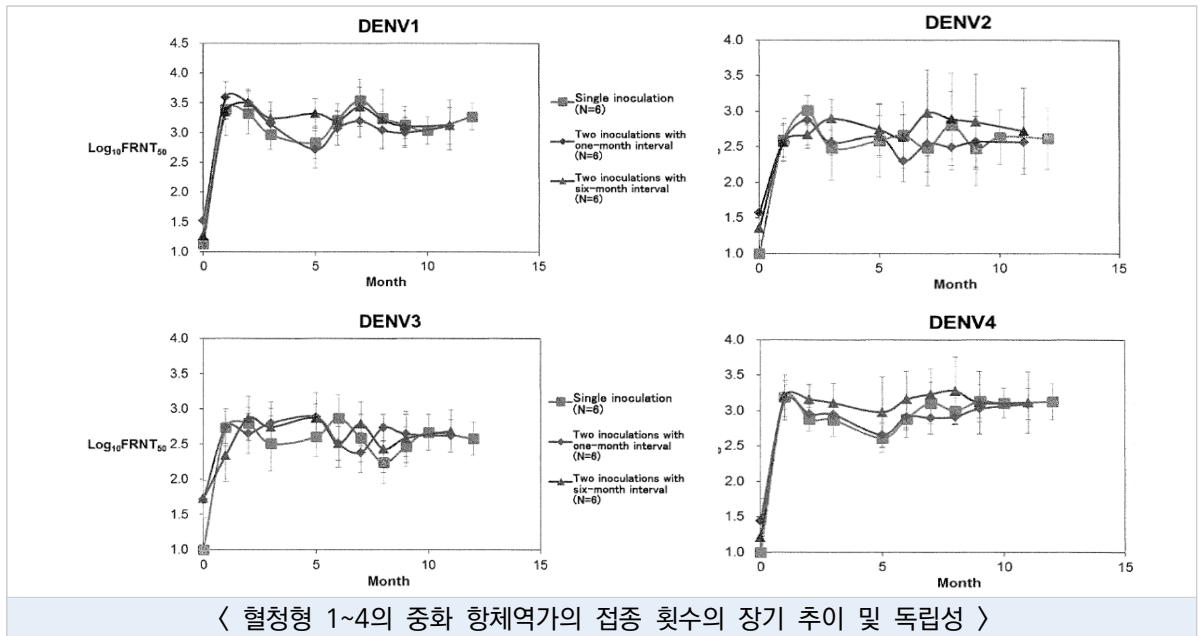 DENV1
4.5
4.0
3.5
3.0
2.5
2.0
1.5
1.0
Log₁₀FRNT₅₀
0 5 10 15
Month
Single inoculation
(N=6)
Two inoculations with
one-month interval
(N=6)
Two inoculations with
six-month interval
(N=6)
DENV2
4.0
3.5
3.0
2.5
2.0
1.5
1.0
0 5 10 15
Month
DENV3
4.0
3.5
3.0
2.5
2.0
1.5
1.0
Log₁₀FRNT₅₀
0 5 10 15
Month
Single inoculation
(N=6)
Two inoculations with
one-month interval
(N=6)
Two inoculations with
six-month interval
(N=6)
DENV4
4.0
3.5
3.0
2.5
2.0
1.5
1.0
0 5 10 15
Month
〈 혈청형 1~4의 중화 항체역가의 접종 횟수의 장기 추이 및 독립성 〉